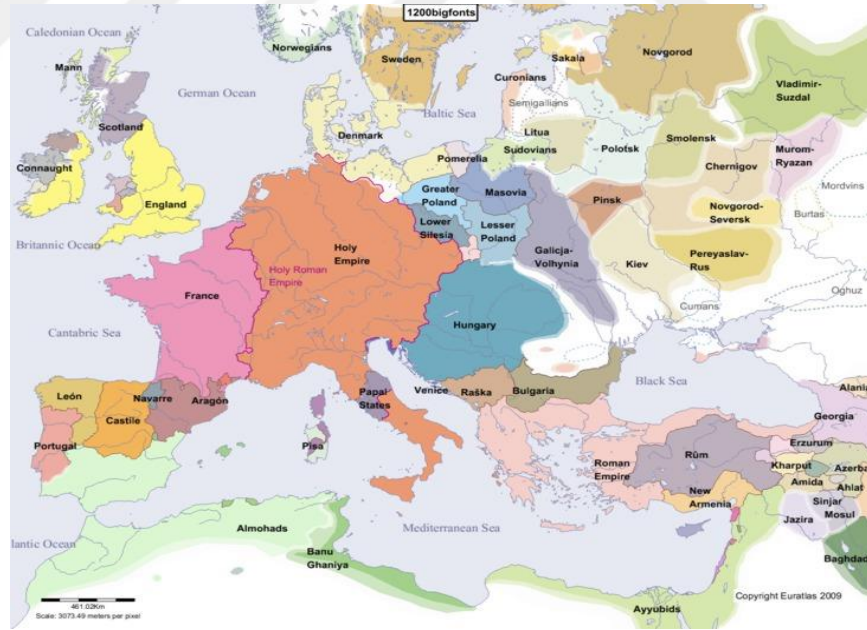 1200bigfonts
Caledonian Ocean
Norwegians
Sweden
Novgorod
Sakala
Mann
Curonians
Vladimir-
Suzdal
German Ocean
Semigallians
Baltic Sea
Scotland
Denmark
Litua
Smolensk
Sudovians
Polotsk
Murom-
Ryazan
Connaught
Pomerelia
Chernigov
Mordvins
Greater
Poland
Masovia
Pinsk
England
Novgorod-
Seversk
Burtas
Lower
Silesia
Lesser
Poland
Britannic Ocean
Holy
Empire
Galicja-
Volhynia
Kiev
Pereyaslav-
Rus
Holy Roman
Empire
Oghuz
France
Cumans
Hungary
Cantabric Sea
León
Navarre
Aragón
Castile
Papal
States
Venice
Raška
Bulgaria
Black Sea
Alania
Georgia
Portugal
Pisa
Roman
Empire
Rûm
Erzurum
Kharput
Azerba
Amida
Ahlat
New
Armenia
Sinjar
Mosul
Jazira
Almohads
Mediterranean Sea
lantic Ocean
Banu
Ghaniya
Baghdad
461.02Km
Scale: 3073.49 meters per pixel
Ayyubids
Copyright Euratlas 2009